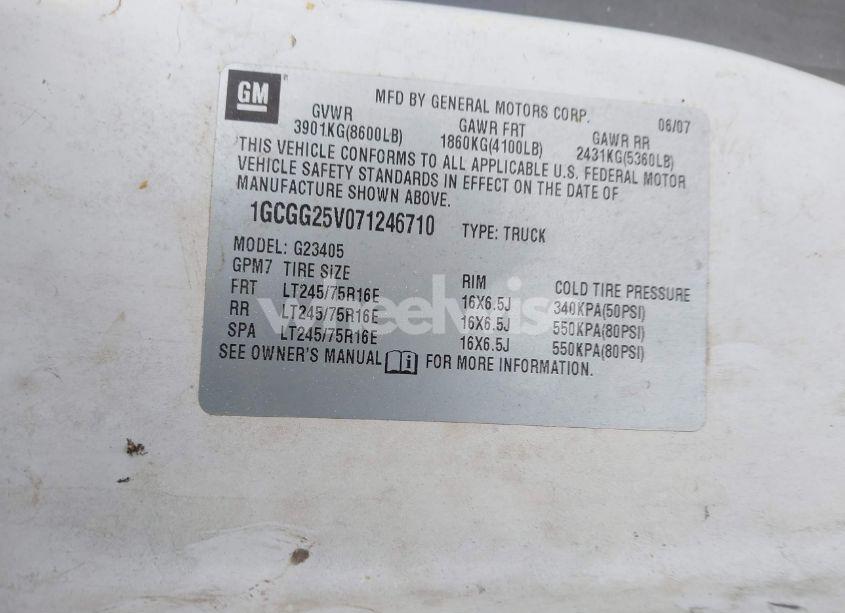 GM
MFD BY GENERAL MOTORS CORP. 06/07
GVWR GAWR FRT GAWR RR
3901KG(8600LB) 1860KG(4100LB) 2431KG(5360LB)
THIS VEHICLE CONFORMS TO ALL APPLICABLE U.S. FEDERAL MOTOR
VEHICLE SAFETY STANDARDS IN EFFECT ON THE DATE OF
MANUFACTURE SHOWN ABOVE.
1GCGG25V071246710 TYPE: TRUCK
MODEL: G23405
GPM7 TIRE SIZE RIM COLD TIRE PRESSURE
FRT LT245/75R16E 16X6.5J 340KPA(50PSI)
RR LT245/75R16E 16X6.5J 550KPA(80PSI)
SPA LT245/75R16E 16X6.5J 550KPA(80PSI)
SEE OWNER'S MANUAL FOR MORE INFORMATION.